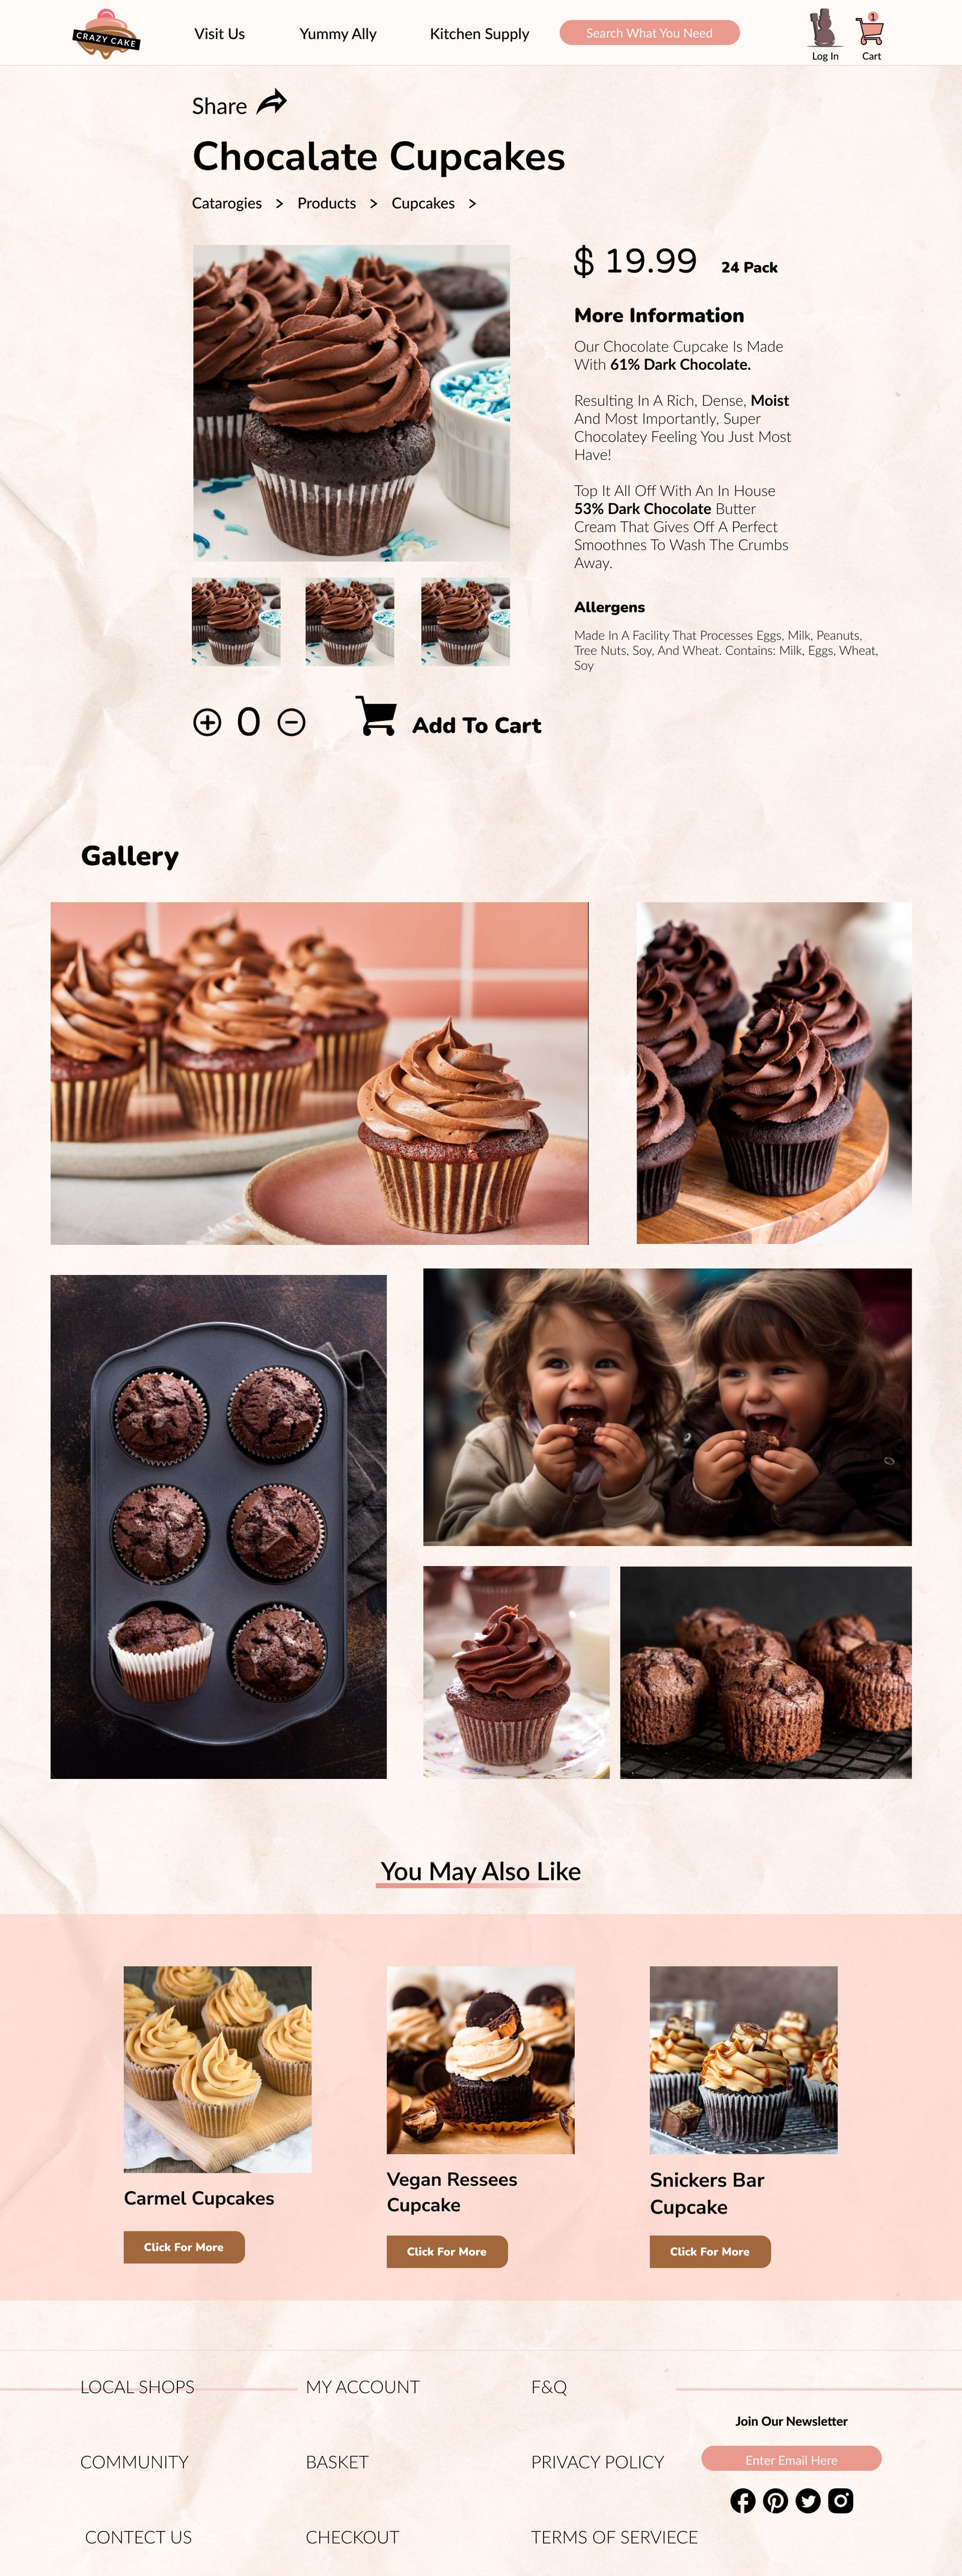 CRAZY CAKE
Visit Us
Yummy Ally
Kitchen Supply
Search What You Need
Log In
1
Cart
Share
Chocalate Cupcakes
Catarogies > Products > Cupcakes >
$ 19.99 24 Pack
More Information
Our Chocolate Cupcake Is Made
With 61% Dark Chocolate.
Resulting In A Rich, Dense, Moist
And Most Importantly, Super
Chocolatey Feeling You Just Most
Have!
Top It All Off With An In House
53% Dark Chocolate Butter
Cream That Gives Off A Perfect
Smoothnes To Wash The Crumbs
Away.
Allergens
Made In A Facility That Processes Eggs, Milk, Peanuts,
Tree Nuts, Soy, And Wheat. Contains: Milk, Eggs, Wheat,
Soy
0
Add To Cart
Gallery
You May Also Like
Carmel Cupcakes
Click For More
Vegan Ressees
Cupcake
Click For More
Snickers Bar
Cupcake
Click For More
LOCAL SHOPS
MY ACCOUNT
F&Q
Join Our Newsletter
COMMUNITY
BASKET
PRIVACY POLICY
Enter Email Here
CONTECT US
CHECKOUT
TERMS OF SERVIECE